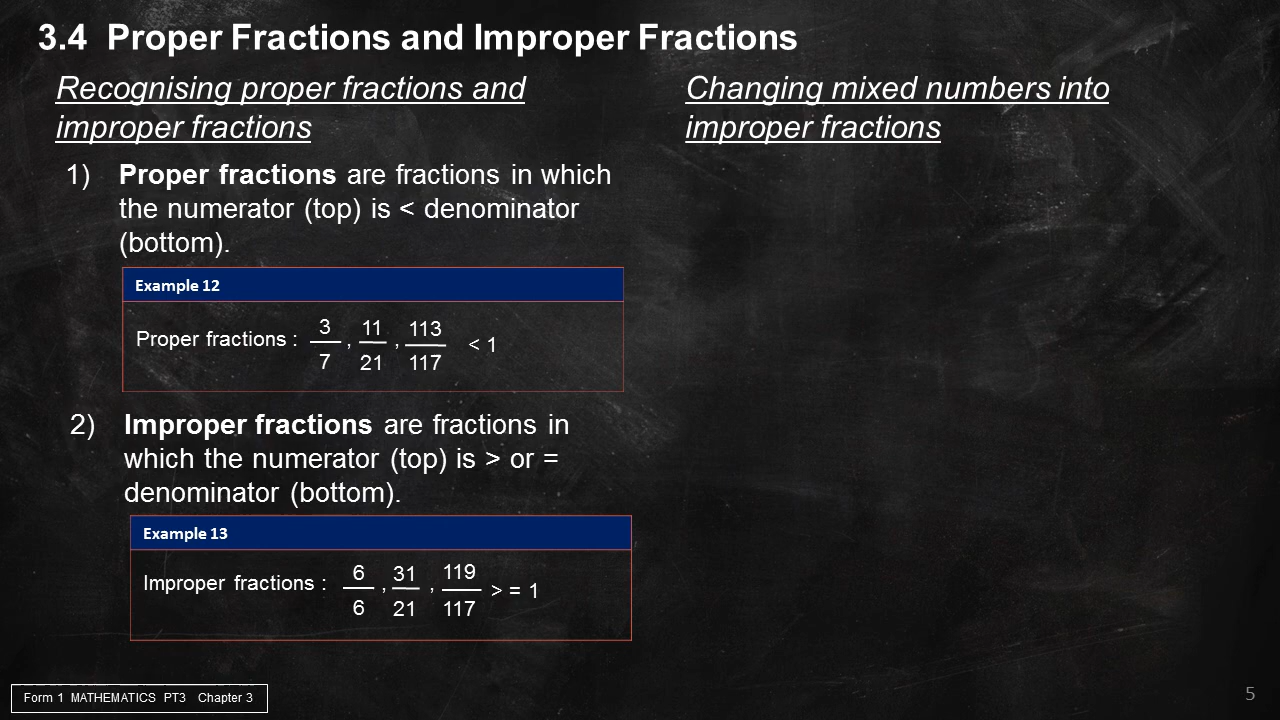 3.4 Proper Fractions and Improper Fractions
Recognising proper fractions and
improper fractions
1) Proper fractions are fractions in which
the numerator (top) is < denominator
(bottom).
Example 12
Proper fractions : 3/7 , 11/21 , 113/117 < 1
2) Improper fractions are fractions in
which the numerator (top) is > or =
denominator (bottom).
Example 13
Improper fractions : 6/6 , 31/21 , 119/117 > = 1
Changing mixed numbers into
improper fractions
Form 1 MATHEMATICS PT3 Chapter 3
5